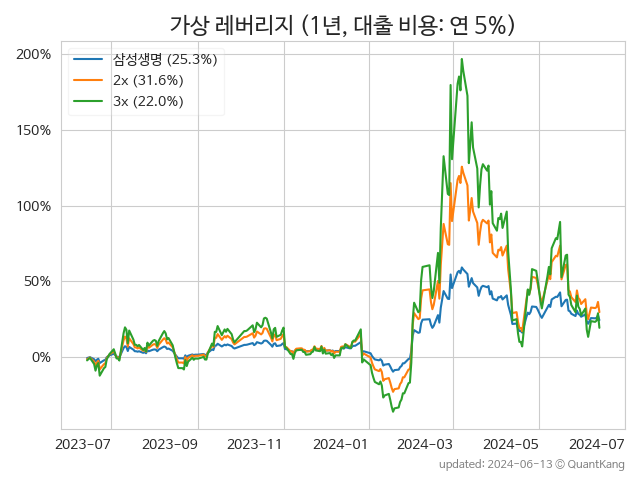 가상 레버리지 (1년, 대출 비용: 연 5%)
삼성생명 (25.3%)
2x (31.6%)
3x (22.0%)
200%
150%
100%
50%
0%
2023-07 2023-09 2023-11 2024-01 2024-03 2024-05 2024-07
updated: 2024-06-13 © QuantKang